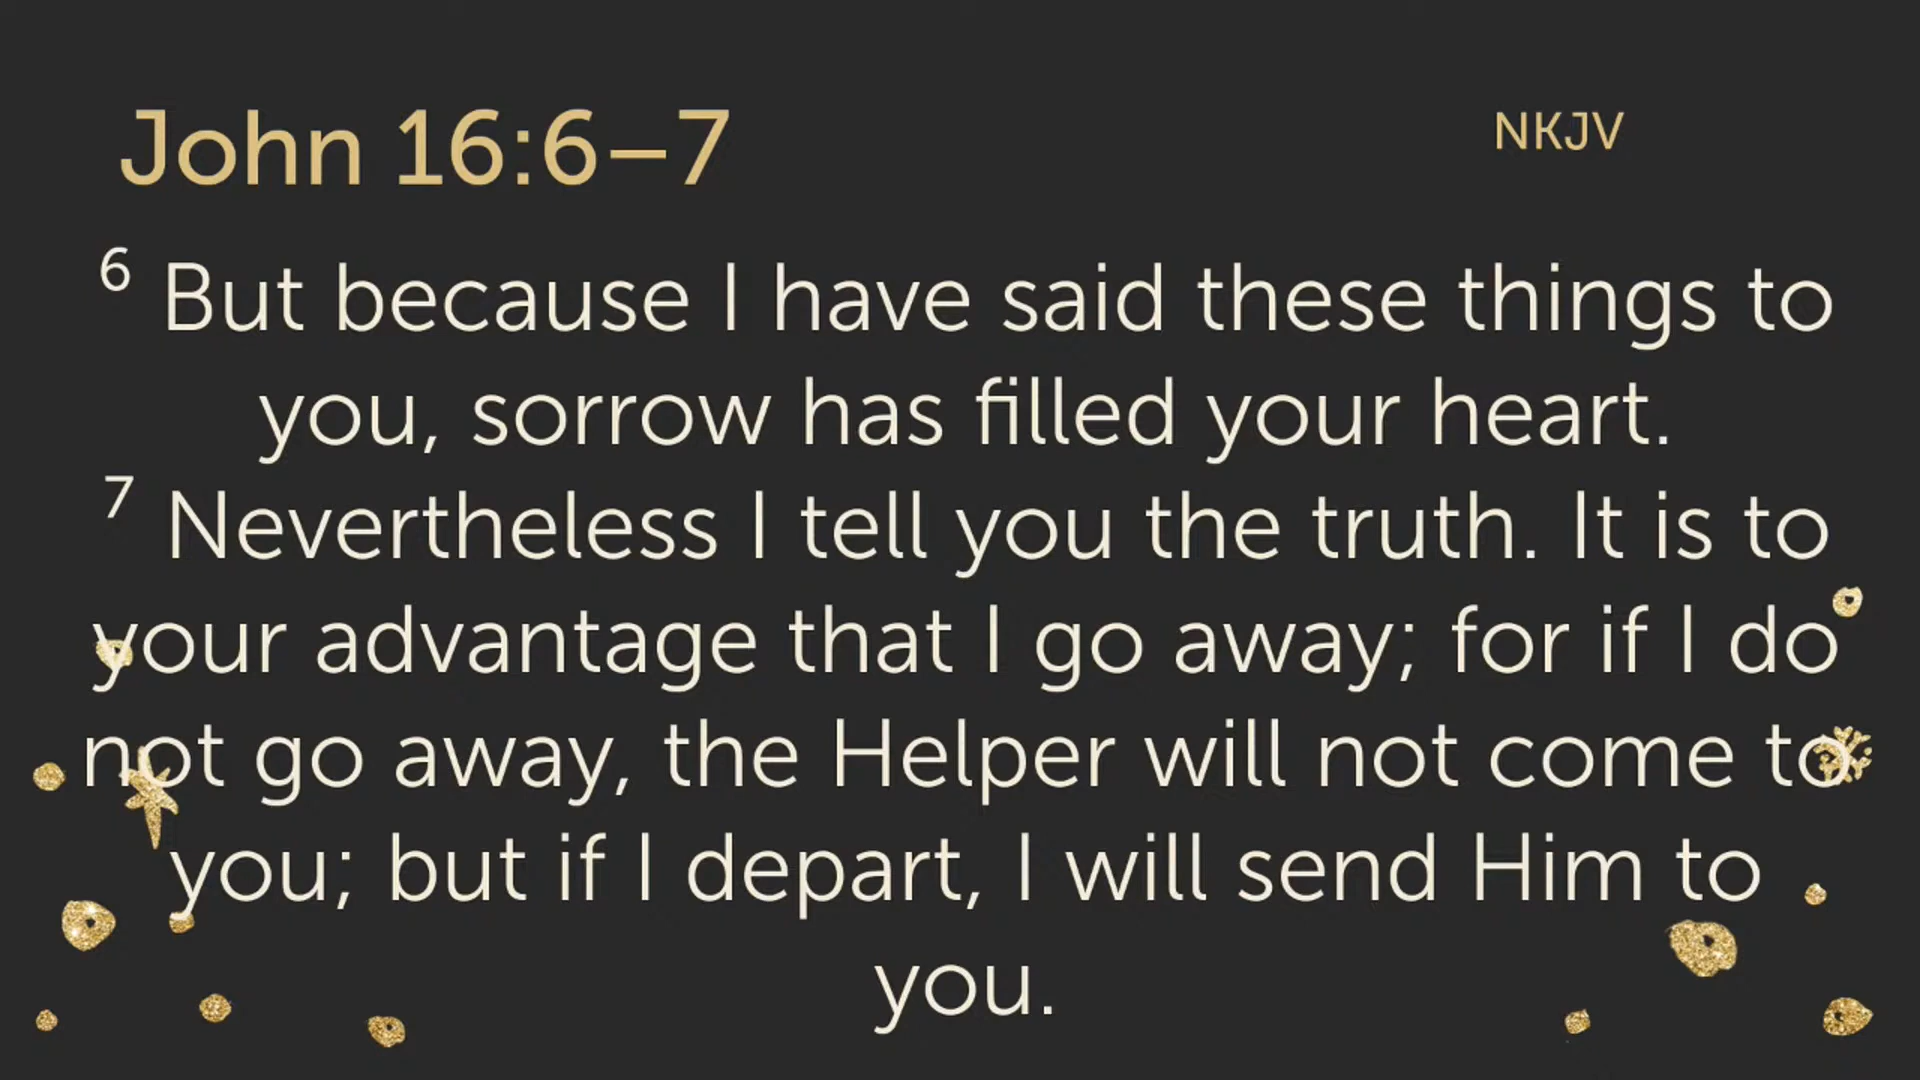 John 16:6–7
NKJV
6 But because I have said these things to
you, sorrow has filled your heart.
7 Nevertheless I tell you the truth. It is to
your advantage that I go away; for if I do
not go away, the Helper will not come to
you; but if I depart, I will send Him to
you.